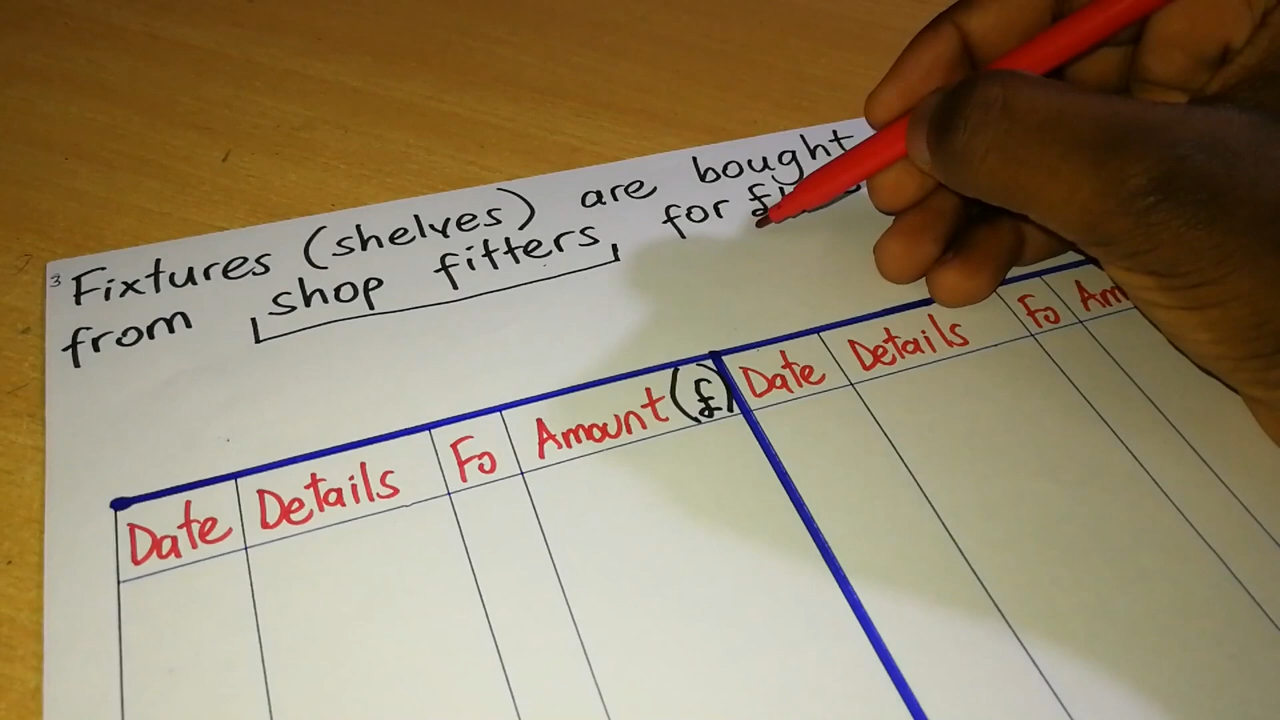 3 Fixtures (shelves) are bought
from shop fitters, for
Date Details Fo Amount (£) Date Details Fo